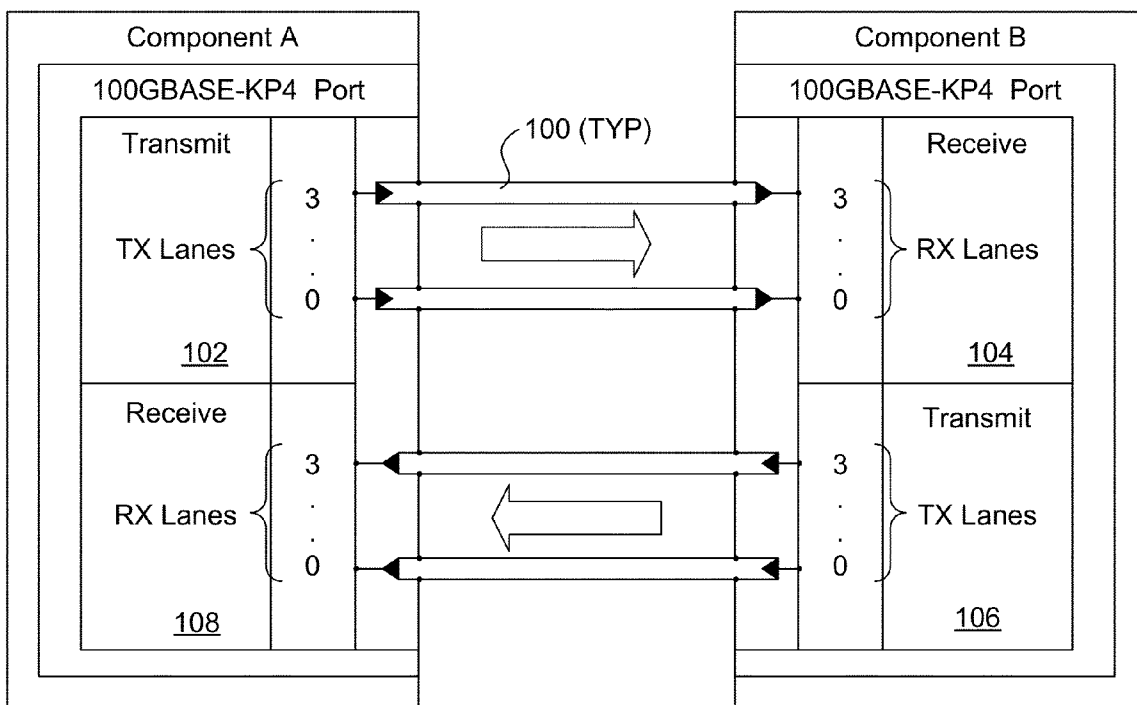 Component A
100GBASE-KP4 Port
Transmit
TX Lanes
3
.
.
.
0
102
Receive
RX Lanes
3
.
.
.
0
108
100 (TYP)
Component B
100GBASE-KP4 Port
Receive
3
.
.
.
0
RX Lanes
104
Transmit
3
.
.
.
0
TX Lanes
106